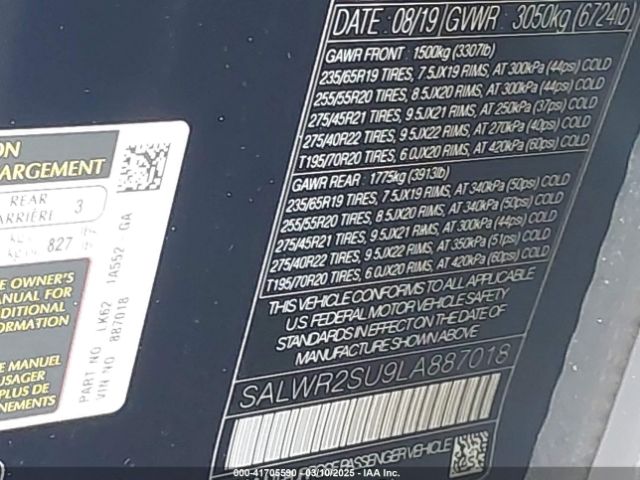 DATE: 08/19 GVWR: 3050kg (6724lb
GAWR FRONT: 1500kg (3307lb)
235/65R19 TIRES, 7.5JX19 RIMS, AT 300kPa (44psi) COLD
255/55R20 TIRES, 8.5JX20 RIMS, AT 300kPa (44psi) COLD
275/45R21 TIRES, 9.5JX21 RIMS, AT 250kPa (37psi) COLD
275/40R22 TIRES, 9.5JX22 RIMS, AT 270kPa (40psi) COLD
T195/70R20 TIRES, 6.0JX20 RIMS, AT 420kPa (60psi) COLD
GAWR REAR: 1775kg (3913lb)
235/65R19 TIRES, 7.5JX19 RIMS, AT 340kPa (50psi) COLD
255/55R20 TIRES, 8.5JX20 RIMS, AT 340kPa (50psi) COLD
275/45R21 TIRES, 9.5JX21 RIMS, AT 300kPa (44psi) COLD
275/40R22 TIRES, 9.5JX22 RIMS, AT 350kPa (51psi) COLD
T195/70R20 TIRES, 6.0JX20 RIMS, AT 420kPa (60psi) COLD
THIS VEHICLE CONFORMS TO ALL APPLICABLE
U.S. FEDERAL MOTOR VEHICLE SAFETY
STANDARDS IN EFFECT ON THE DATE OF
MANUFACTURE SHOWN ABOVE
SALWR2SU9LA887018
PASSENGER VEHICLE
ON
ARGEMENT
REAR
ARRIÈRE 3
827
E OWNER'S
MANUAL FOR
DDITIONAL
FORMATION
E MANUEL
USAGER
PLUS DE
NEMENTS
PART NO. LK62 1A552 GA
VIN NO 887018
000-41705590 - 03/10/2025 - IAA Inc.